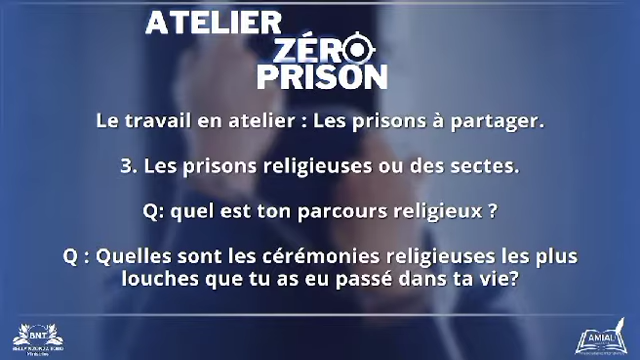 ATELIER
ZÉRO
PRISON
Le travail en atelier : Les prisons à partager.
3. Les prisons religieuses ou des sectes.
Q: quel est ton parcours religieux ?
Q : Quelles sont les cérémonies religieuses les plus
louches que tu as eu passé dans ta vie?
BNT
AMIAL